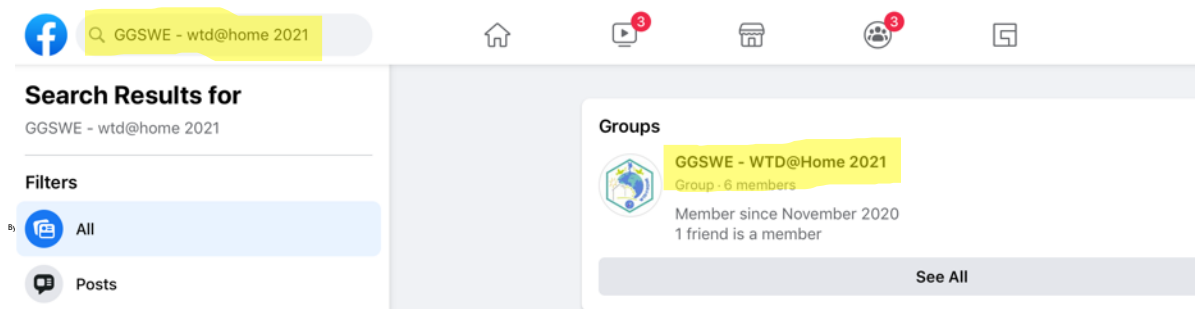 GGSWE - wtd@home 2021
3
3
Search Results for
GGSWE - wtd@home 2021
Filters
By
All
Posts
Groups
GGSWE - WTD@Home 2021
Group · 6 members
Member since November 2020
1 friend is a member
See All